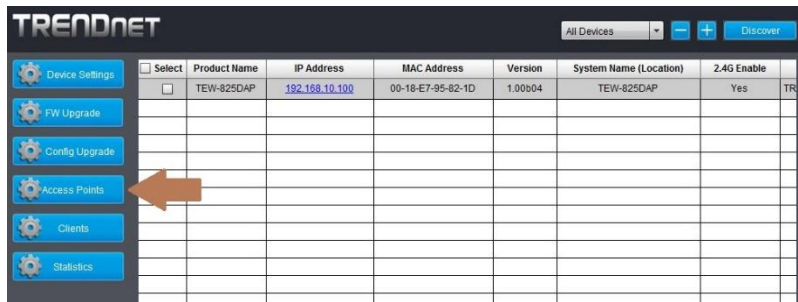 TRENDnet
All Devices
Discover
Device Settings
FW Upgrade
Config Upgrade
Access Points
Clients
Statistics
Select Product Name IP Address MAC Address Version System Name (Location) 2.4G Enable
TEW-825DAP 192.168.10.100 00-18-E7-95-82-1D 1.00b04 TEW-825DAP Yes TR